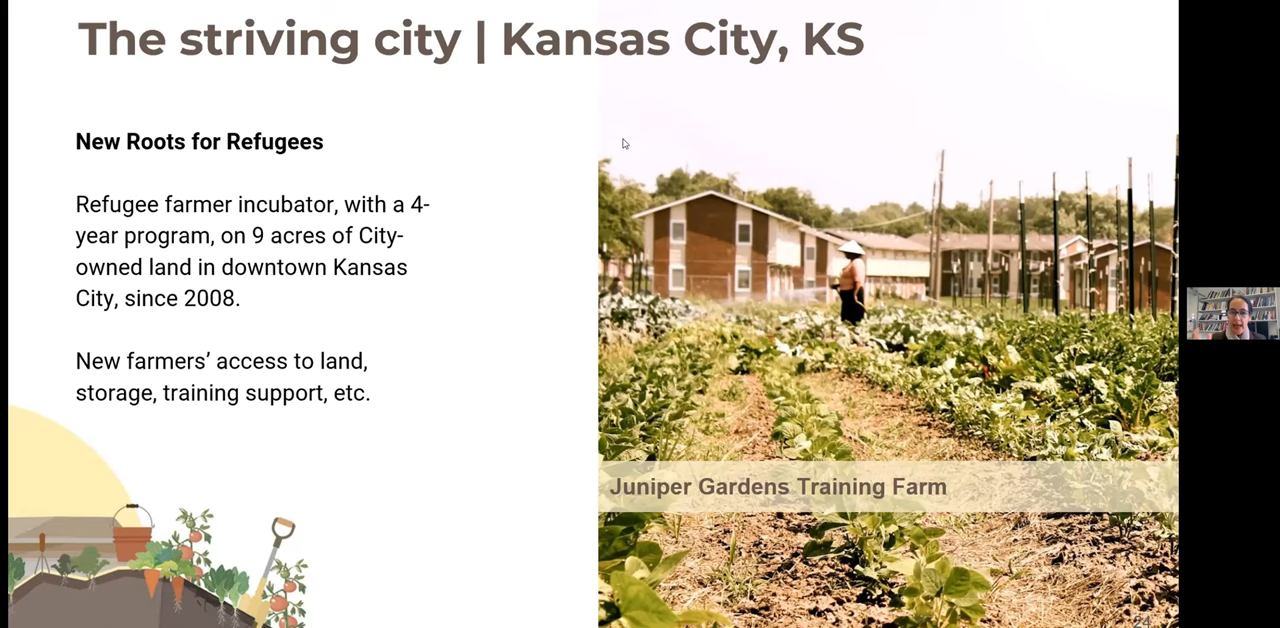 The striving city | Kansas City, KS
New Roots for Refugees
Refugee farmer incubator, with a 4-
year program, on 9 acres of City-
owned land in downtown Kansas
City, since 2008.
New farmers’ access to land,
storage, training support, etc.
Juniper Gardens Training Farm
24